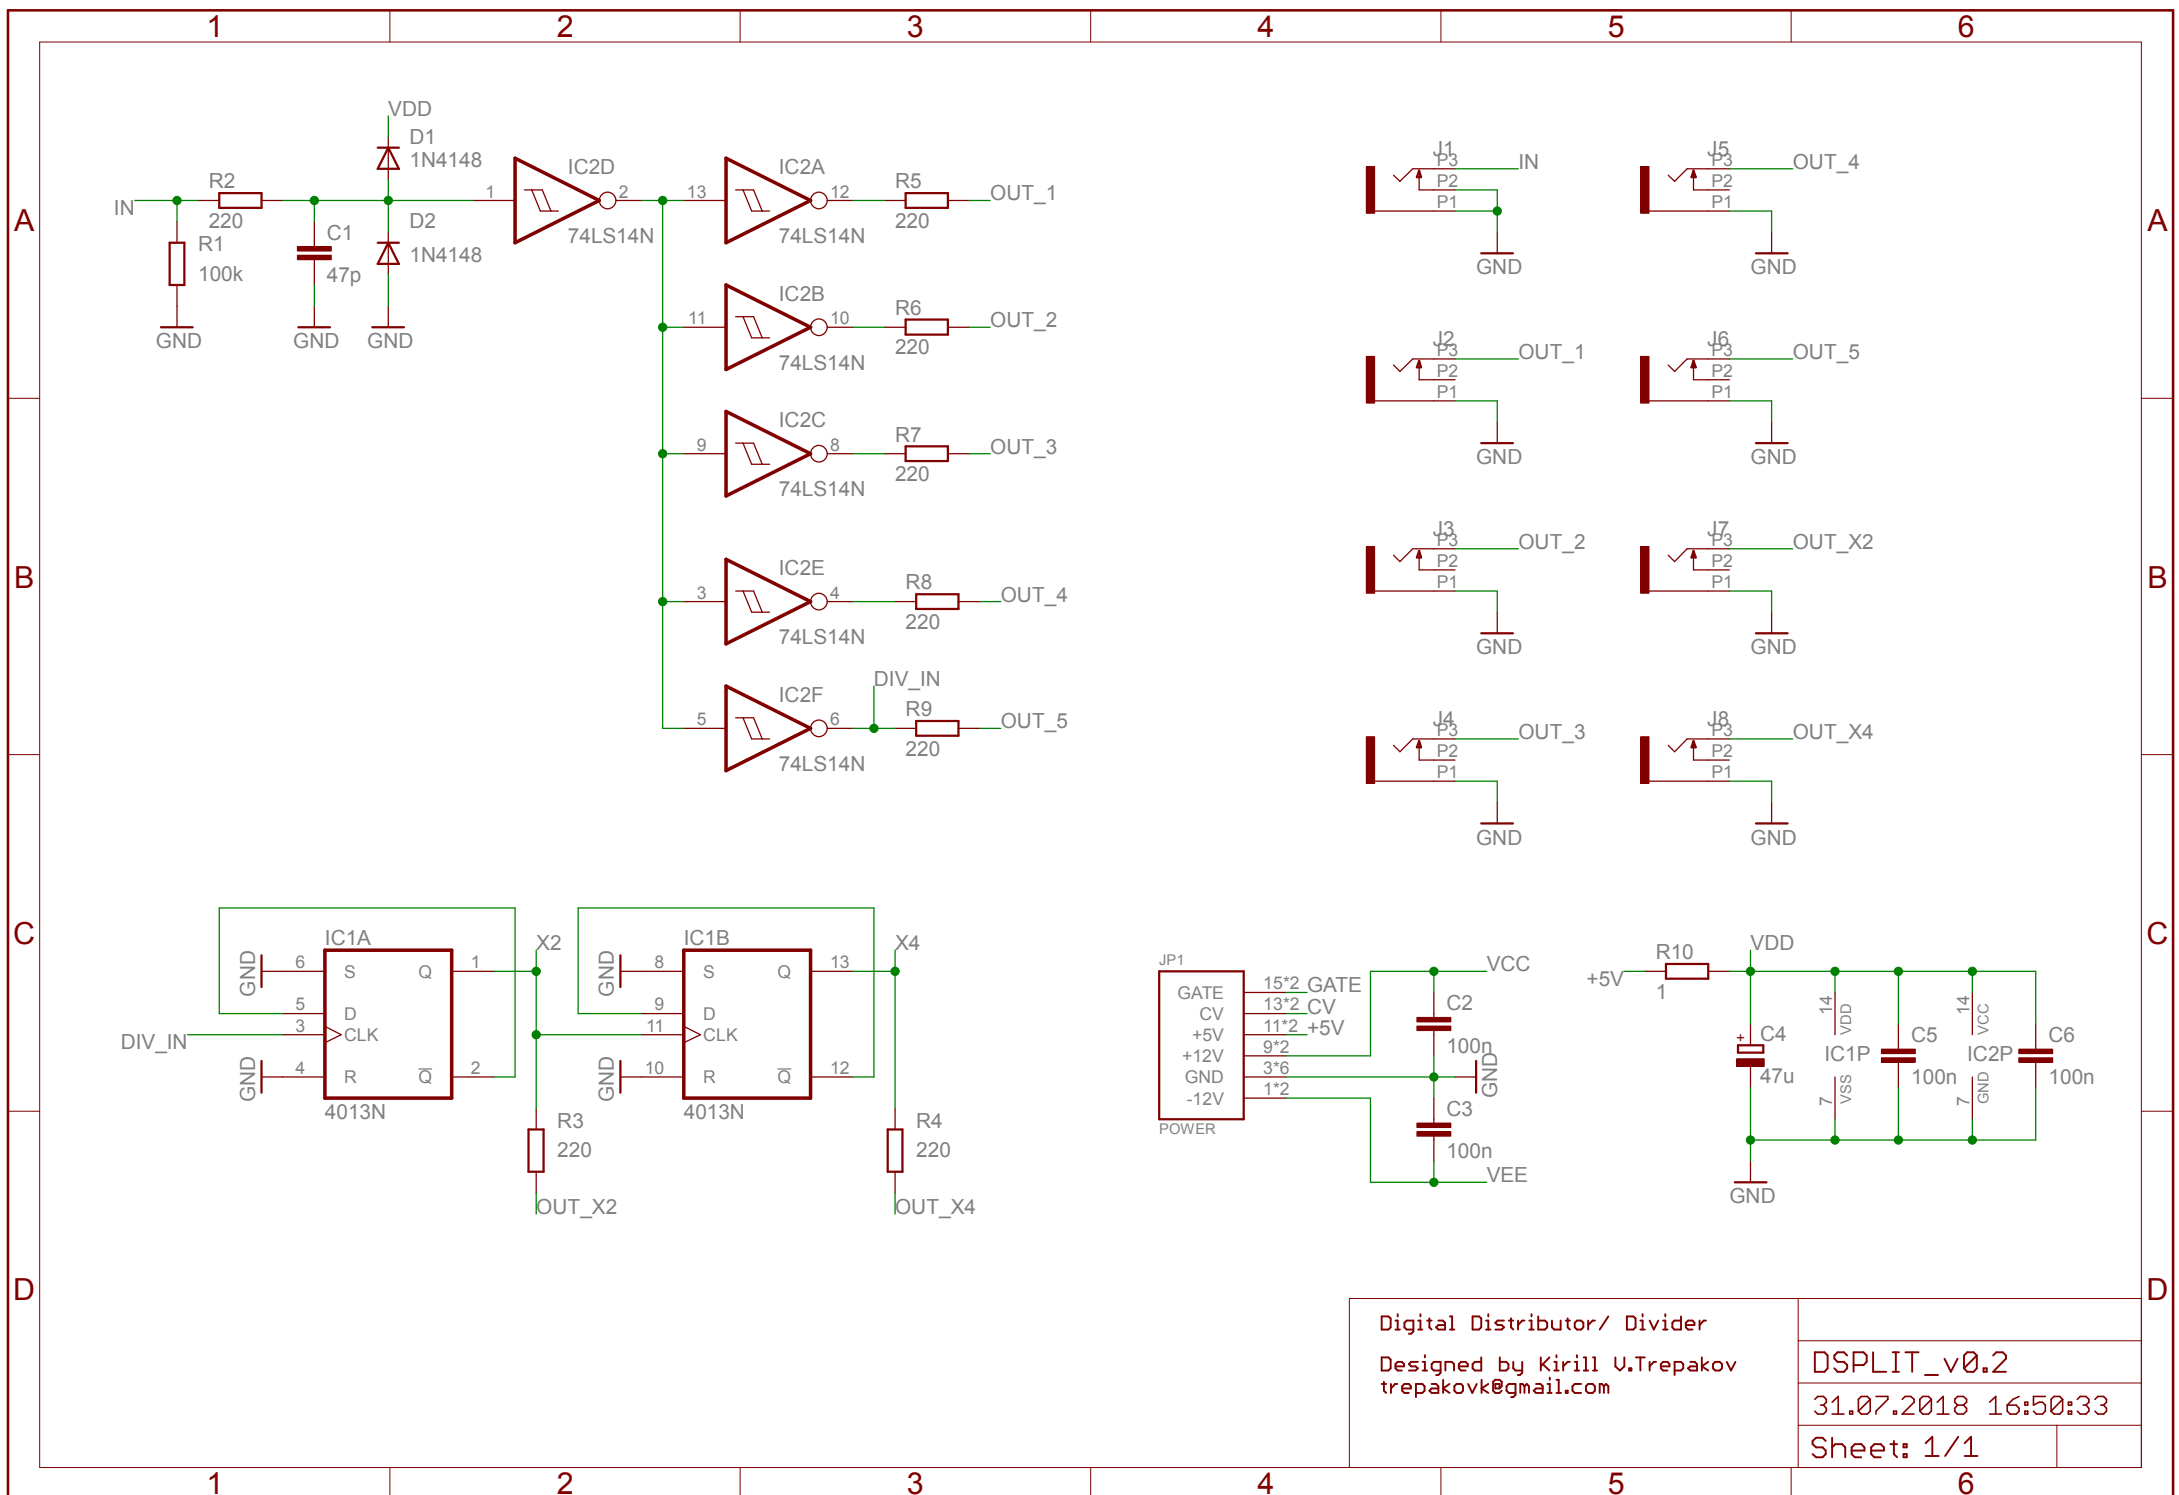 1 2 3 4 5 6
A A
B B
C C
D D
VDD
D1
1N4148
IN
R2
220
R1
100k
C1
47p
D2
1N4148
GND
GND
GND
1
IC2D
2
74LS14N
13
IC2A
12
74LS14N
R5
220
OUT_1
11
IC2B
10
74LS14N
R6
220
OUT_2
9
IC2C
8
74LS14N
R7
220
OUT_3
3
IC2E
4
74LS14N
R8
220
OUT_4
5
IC2F
6
74LS14N
DIV_IN
R9
220
OUT_5
J1
P3
P2
P1
IN
GND
J5
P3
P2
P1
OUT_4
GND
J2
P3
P2
P1
OUT_1
GND
J6
P3
P2
P1
OUT_5
GND
J3
P3
P2
P1
OUT_2
GND
J7
P3
P2
P1
OUT_X2
GND
J4
P3
P2
P1
OUT_3
GND
J8
P3
P2
P1
OUT_X4
GND
IC1A
GND
6 S Q 1
5 D
3 CLK
DIV_IN
GND
4 R Q 2
4013N
X2
R3
220
OUT_X2
IC1B
GND
8 S Q 13
9 D
11 CLK
GND
10 R Q 12
4013N
X4
R4
220
OUT_X4
JP1
GATE 15*2 GATE
CV 13*2 CV
+5V 11*2 +5V
+12V 9*2
GND 3*6
-12V 1*2
POWER
VCC
C2
100n
GND
C3
100n
VEE
+5V
R10
1
VDD
+
C4
47u
14
VDD
IC1P
7
VSS
C5
100n
14
VCC
IC2P
7
GND
C6
100n
GND
Digital Distributor/ Divider
Designed by Kirill V.Trepakov
trepakovk@gmail.com
DSPLIT_v0.2
31.07.2018 16:50:33
Sheet: 1/1
1 2 3 4 5 6